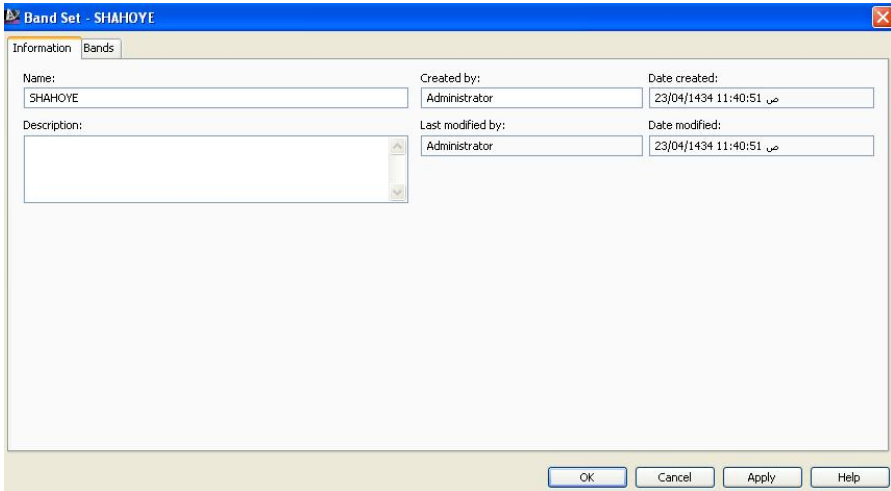 Band Set - SHAHOYE
Information Bands
Name: Created by: Date created:
SHAHOYE Administrator 23/04/1434 11:40:51 ص
Description: Last modified by: Date modified:
Administrator 23/04/1434 11:40:51 ص
OK Cancel Apply Help